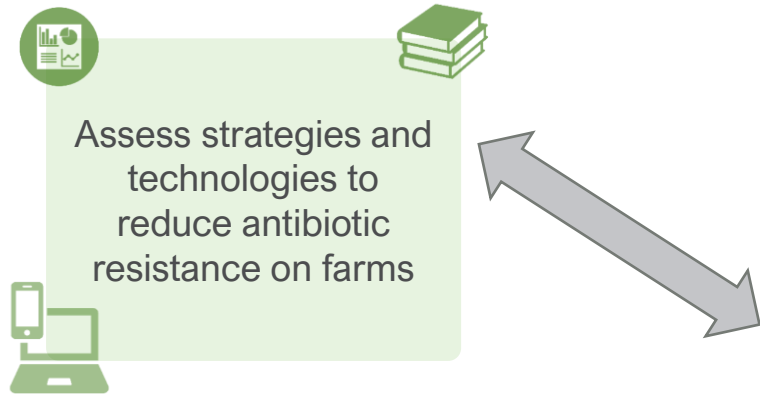 Assess strategies and
technologies to
reduce antibiotic
resistance on farms